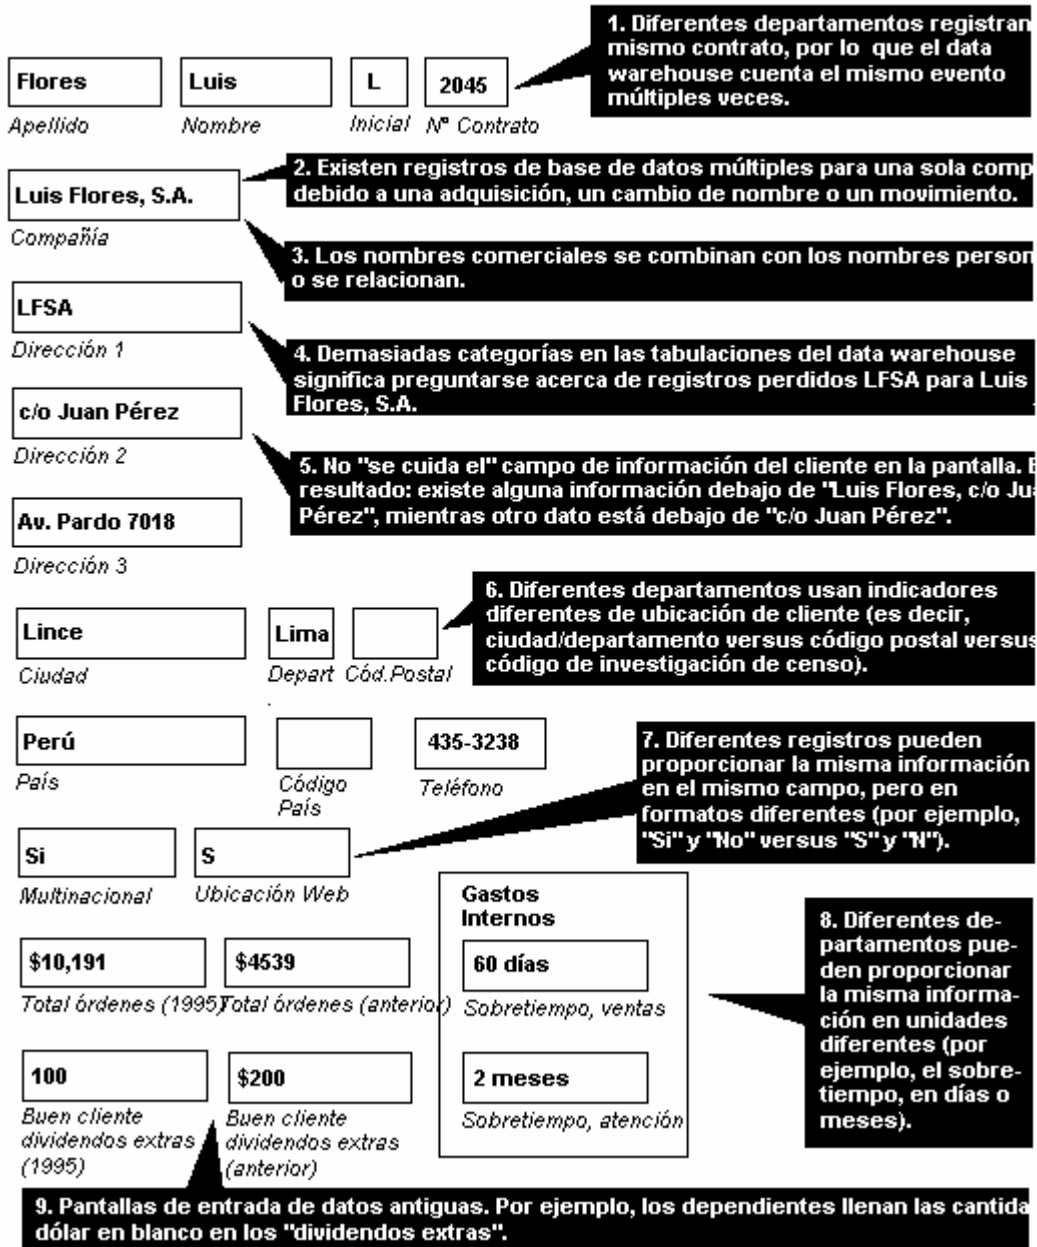 1. Diferentes departamentos registran
mismo contrato, por lo que el data
warehouse cuenta el mismo evento
múltiples veces.
Flores Luis L 2045
Apellido Nombre Inicial Nº Contrato
2. Existen registros de base de datos múltiples para una sola comp
debido a una adquisición, un cambio de nombre o un movimiento.
Luis Flores, S.A.
Compañía
3. Los nombres comerciales se combinan con los nombres person
o se relacionan.
LFSA
Dirección 1
4. Demasiadas categorías en las tabulaciones del data warehouse
significa preguntarse acerca de registros perdidos LFSA para Luis
Flores, S.A.
c/o Juan Pérez
Dirección 2
5. No "se cuida el" campo de información del cliente en la pantalla. E
resultado: existe alguna información debajo de "Luis Flores, c/o Jua
Pérez", mientras otro dato está debajo de "c/o Juan Pérez".
Av. Pardo 7018
Dirección 3
6. Diferentes departamentos usan indicadores
diferentes de ubicación de cliente (es decir,
ciudad/departamento versus código postal versus
código de investigación de censo).
Lince Lima
Ciudad Depart Cód.Postal
Perú 435-3238
País Código País Teléfono
7. Diferentes registros pueden
proporcionar la misma información
en el mismo campo, pero en
formatos diferentes (por ejemplo,
"Si" y "No" versus "S" y "N").
Si S
Multinacional Ubicación Web
Gastos
Internos
$10,191 $4539 60 días
Total órdenes (1995) Total órdenes (anterior) Sobretiempo, ventas
8. Diferentes de-
partamentos pue-
den proporcionar
la misma informa-
ción en unidades
diferentes (por
ejemplo, el sobre-
tiempo, en días o
meses).
100 $200 2 meses
Buen cliente
dividendos extras
(1995)
Buen cliente
dividendos extras
(anterior)
Sobretiempo, atención
9. Pantallas de entrada de datos antiguas. Por ejemplo, los dependientes llenan las cantida
dólar en blanco en los "dividendos extras".